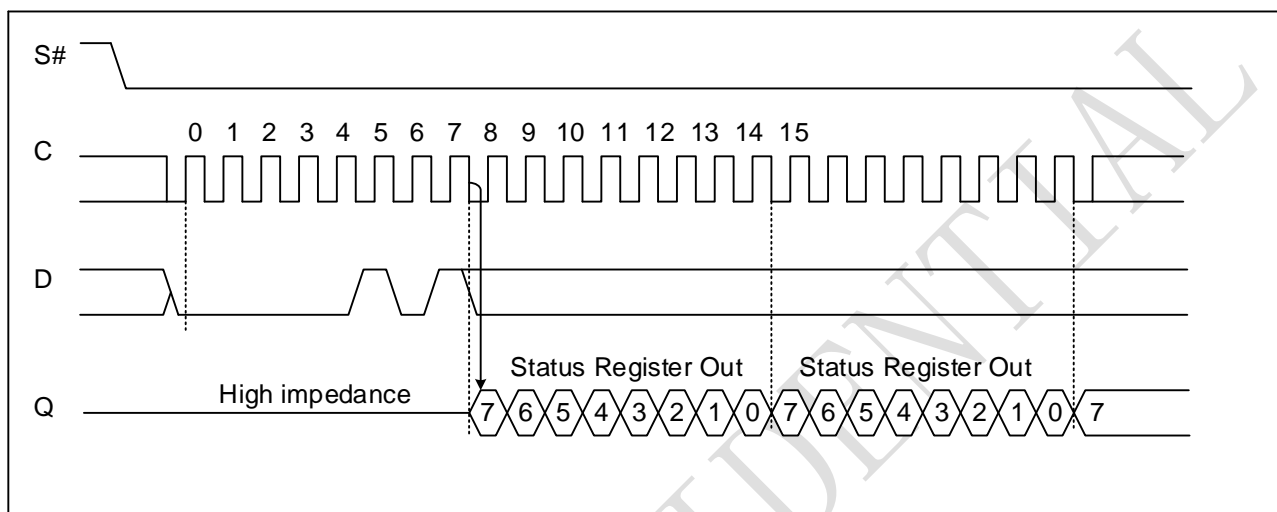 S#
0 1 2 3 4 5 6 7 8 9 10 11 12 13 14 15
C
D
Status Register Out Status Register Out
High impedance
Q 7 6 5 4 3 2 1 0 7 6 5 4 3 2 1 0 7
IDENTIAL